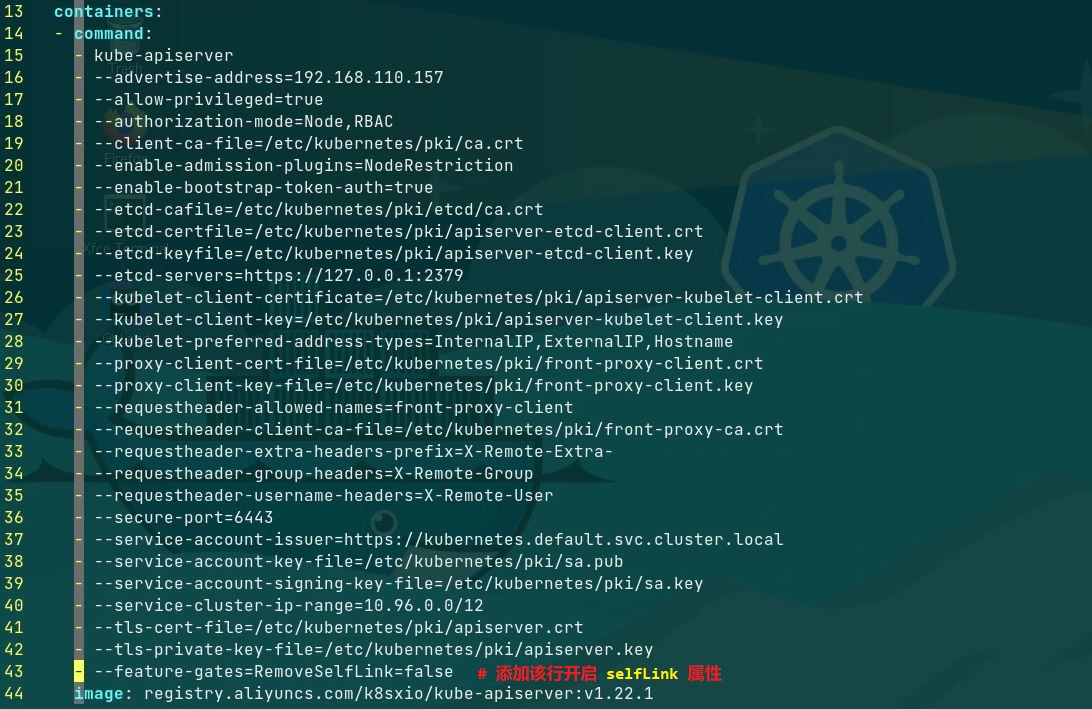 13 containers:
14 - command:
15 - kube-apiserver
16 - --advertise-address=192.168.110.157
17 - --allow-privileged=true
18 - --authorization-mode=Node,RBAC
19 - --client-ca-file=/etc/kubernetes/pki/ca.crt
20 - --enable-admission-plugins=NodeRestriction
21 - --enable-bootstrap-token-auth=true
22 - --etcd-cafile=/etc/kubernetes/pki/etcd/ca.crt
23 - --etcd-certfile=/etc/kubernetes/pki/apiserver-etcd-client.crt
24 - --etcd-keyfile=/etc/kubernetes/pki/apiserver-etcd-client.key
25 - --etcd-servers=https://127.0.0.1:2379
26 - --kubelet-client-certificate=/etc/kubernetes/pki/apiserver-kubelet-client.crt
27 - --kubelet-client-key=/etc/kubernetes/pki/apiserver-kubelet-client.key
28 - --kubelet-preferred-address-types=InternalIP,ExternalIP,Hostname
29 - --proxy-client-cert-file=/etc/kubernetes/pki/front-proxy-client.crt
30 - --proxy-client-key-file=/etc/kubernetes/pki/front-proxy-client.key
31 - --requestheader-allowed-names=front-proxy-client
32 - --requestheader-client-ca-file=/etc/kubernetes/pki/front-proxy-ca.crt
33 - --requestheader-extra-headers-prefix=X-Remote-Extra-
34 - --requestheader-group-headers=X-Remote-Group
35 - --requestheader-username-headers=X-Remote-User
36 - --secure-port=6443
37 - --service-account-issuer=https://kubernetes.default.svc.cluster.local
38 - --service-account-key-file=/etc/kubernetes/pki/sa.pub
39 - --service-account-signing-key-file=/etc/kubernetes/pki/sa.key
40 - --service-cluster-ip-range=10.96.0.0/12
41 - --tls-cert-file=/etc/kubernetes/pki/apiserver.crt
42 - --tls-private-key-file=/etc/kubernetes/pki/apiserver.key
43 - --feature-gates=RemoveSelfLink=false # 添加该行开启 selfLink 属性
44 image: registry.aliyuncs.com/k8sxio/kube-apiserver:v1.22.1
Trash
Firefox
Xfce Terminal